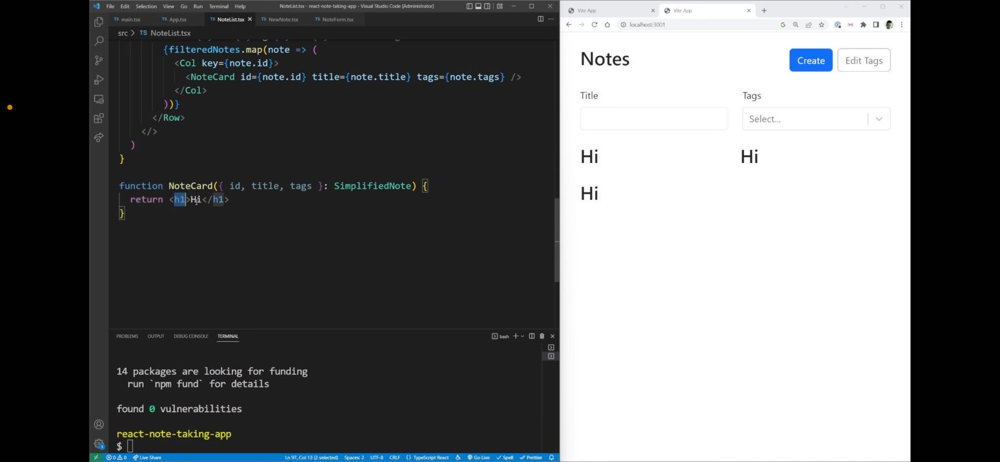 File Edit Selection View Go Run Terminal Help
NoteList.tsx - react-note-taking-app - Visual Studio Code [Administrator]
TS main.tsx TS App.tsx TS NoteList.tsx TS NewNote.tsx TS NoteForm.tsx
src > TS NoteList.tsx
{filteredNotes.map(note => (
<Col key={note.id}>
<NoteCard id={note.id} title={note.title} tags={note.tags} />
</Col>
))}
</Row>
</>
)
}
function NoteCard({ id, title, tags }: SimplifiedNote) {
return <h1>Hi</h1>
}
PROBLEMS OUTPUT DEBUG CONSOLE TERMINAL
bash
14 packages are looking for funding
run `npm fund` for details
found 0 vulnerabilities
react-note-taking-app
$
0 0 Live Share
Ln 97, Col 13 (2 selected) Spaces: 2 UTF-8 CRLF {} TypeScript React Go Live Spell Prettier
Vite App Vite App
localhost:3001
Notes
Create Edit Tags
Title Tags
Select...
Hi Hi
Hi